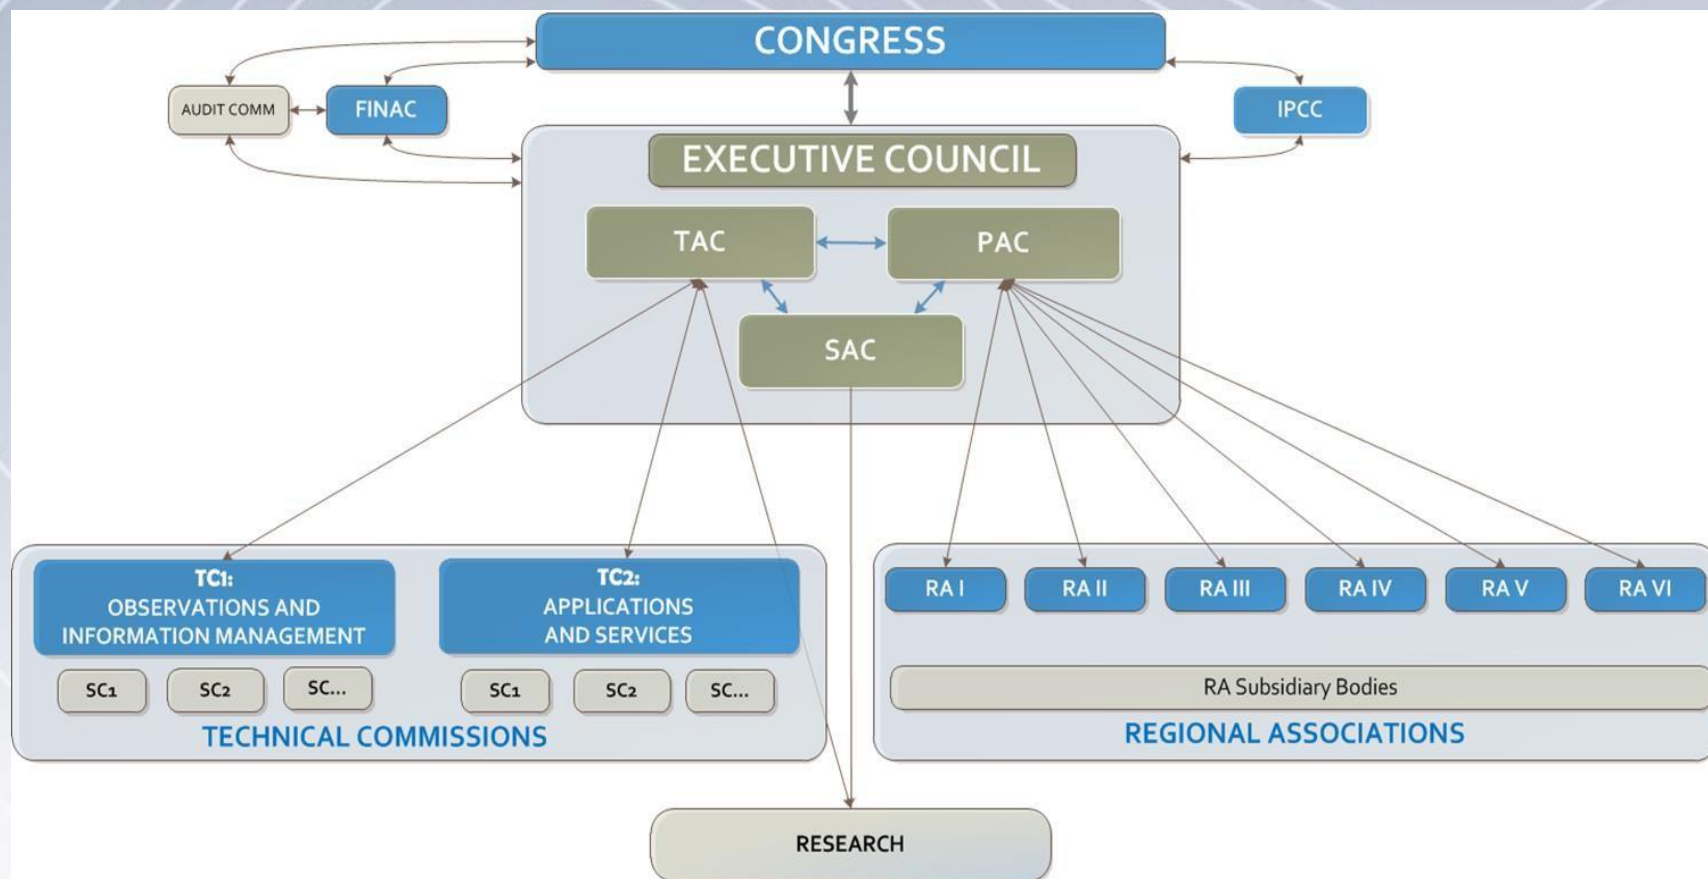 CONGRESS
AUDIT COMM
FINAC
IPCC
EXECUTIVE COUNCIL
TAC
PAC
SAC
TC1:
OBSERVATIONS AND
INFORMATION MANAGEMENT
TC2:
APPLICATIONS
AND SERVICES
SC1
SC2
SC...
SC1
SC2
SC...
TECHNICAL COMMISSIONS
RA I
RA II
RA III
RA IV
RA V
RA VI
RA Subsidiary Bodies
REGIONAL ASSOCIATIONS
RESEARCH